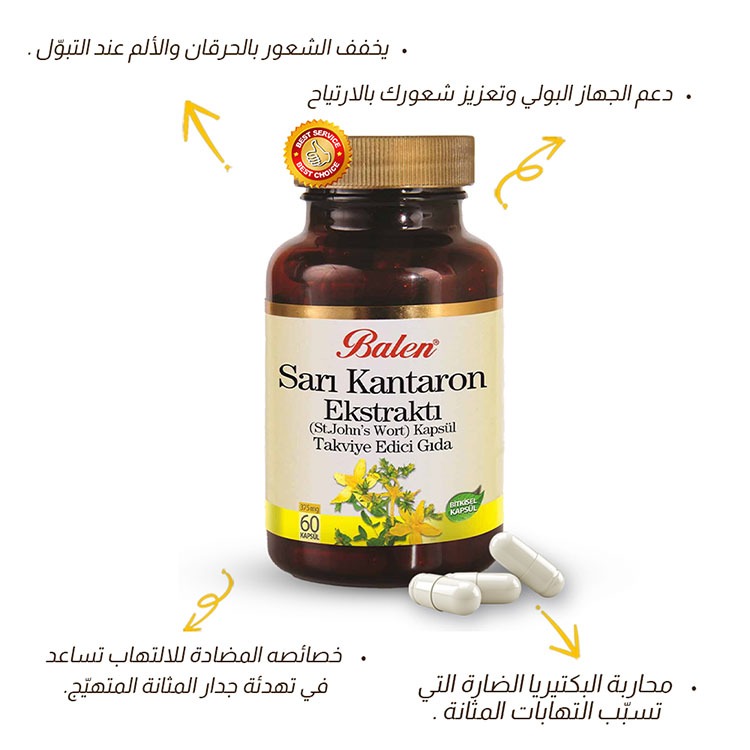 يخفف الشعور بالحرقان والألم عند التبوّل .
دعم الجهاز البولي وتعزيز شعورك بالارتياح
BEST SERVICE
BEST CHOICE
Balen®
Sarı Kantaron
Ekstraktı
(St.John's Wort) Kapsül
Takviye Edici Gıda
375mg
60
KAPSÜL
BİTKİSEL
KAPSÜL
خصائصه المضادة للالتهاب تساعد
في تهدئة جدار المثانة المتهيّج.
محاربة البكتيريا الضارة التي
تسبّب التهابات المثانة .